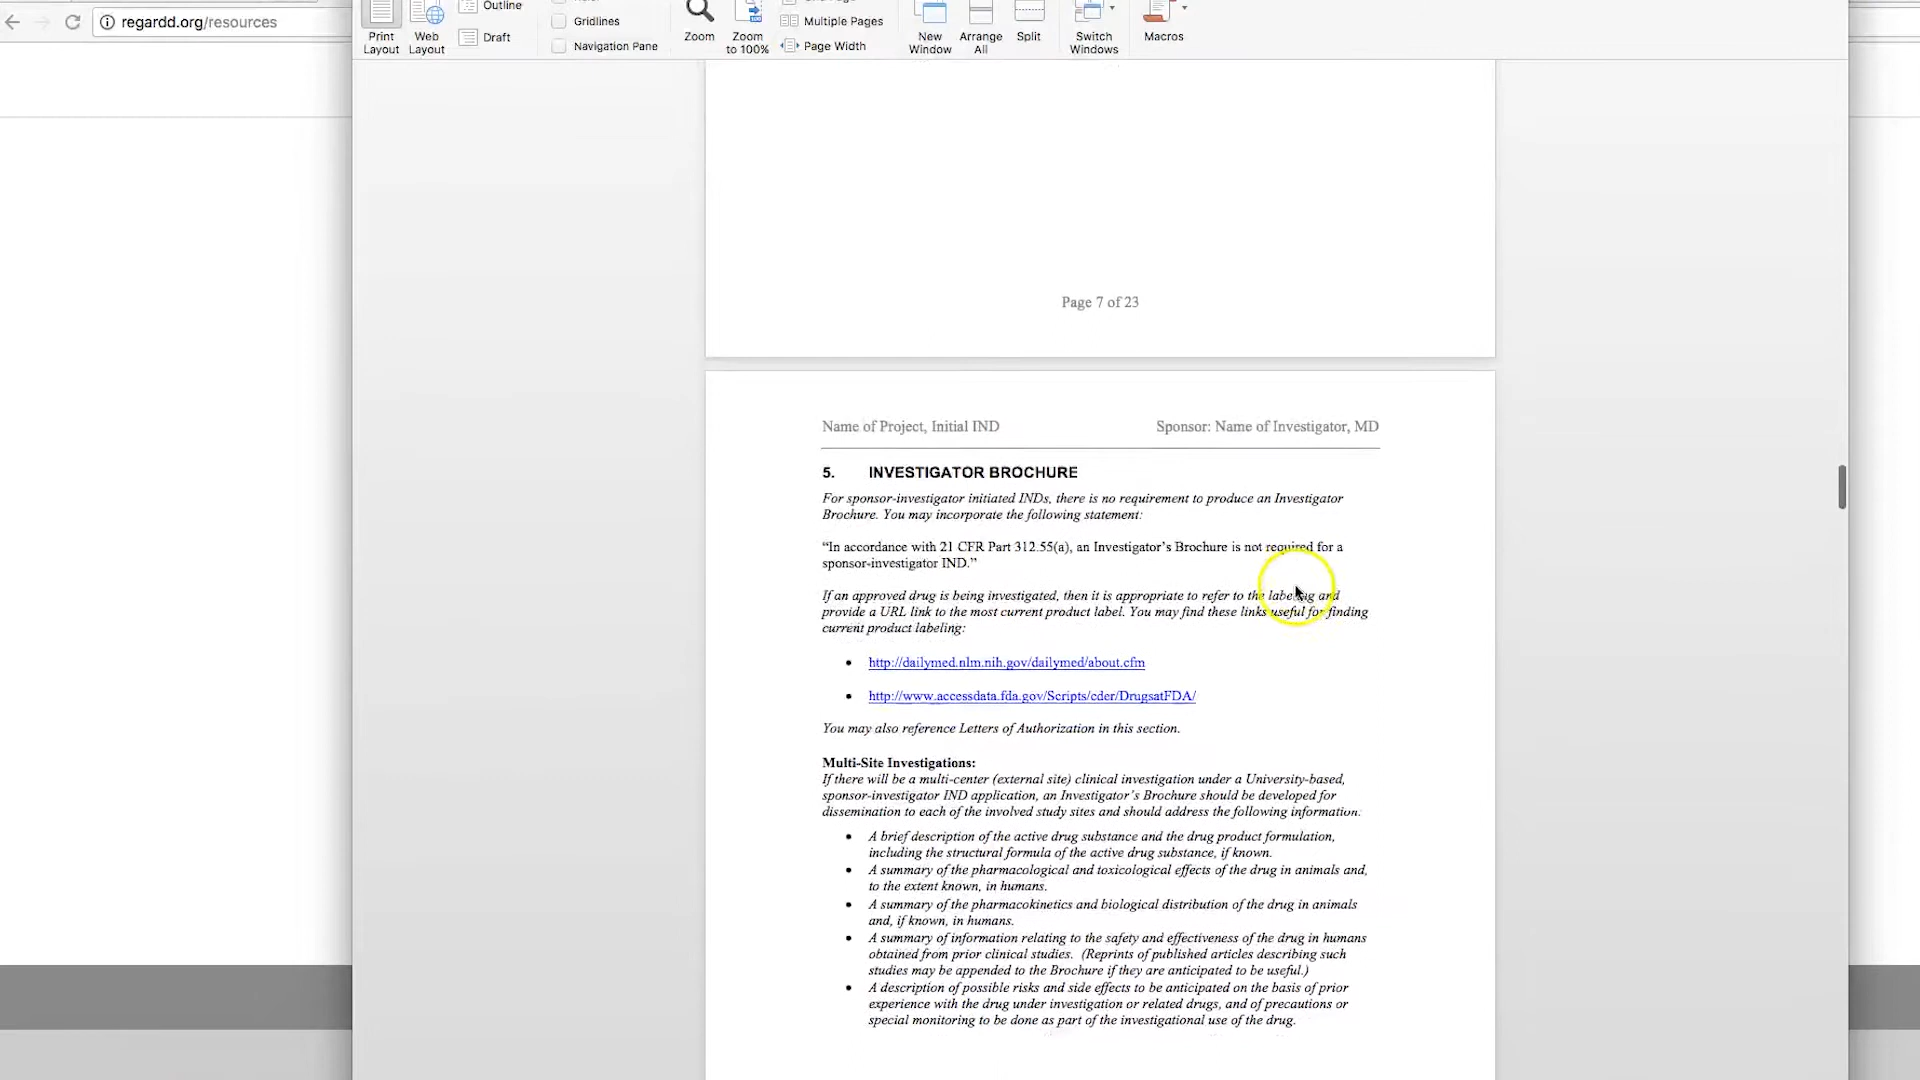 regardd.org/resources
Outline
Gridlines
Multiple Pages
Print
Layout
Web
Layout
Draft
Navigation Pane
Zoom
Zoom
to 100%
Page Width
New
Window
Arrange
All
Split
Switch
Windows
Macros
Page 7 of 23
Name of Project, Initial IND
Sponsor: Name of Investigator, MD
5. INVESTIGATOR BROCHURE
For sponsor-investigator initiated INDs, there is no requirement to produce an Investigator
Brochure. You may incorporate the following statement:
“In accordance with 21 CFR Part 312.55(a), an Investigator’s Brochure is not required for a
sponsor-investigator IND.”
If an approved drug is being investigated, then it is appropriate to refer to the labeling and
provide a URL link to the most current product label. You may find these links useful for finding
current product labeling:
• http://dailymed.nlm.nih.gov/dailymed/about.cfm
• http://www.accessdata.fda.gov/Scripts/cder/DrugsatFDA/
You may also reference Letters of Authorization in this section.
Multi-Site Investigations:
If there will be a multi-center (external site) clinical investigation under a University-based,
sponsor-investigator IND application, an Investigator’s Brochure should be developed for
dissemination to each of the involved study sites and should address the following information:
• A brief description of the active drug substance and the drug product formulation,
including the structural formula of the active drug substance, if known.
• A summary of the pharmacological and toxicological effects of the drug in animals and,
to the extent known, in humans.
• A summary of the pharmacokinetics and biological distribution of the drug in animals
and, if known, in humans.
• A summary of information relating to the safety and effectiveness of the drug in humans
obtained from prior clinical studies. (Reprints of published articles describing such
studies may be appended to the Brochure if they are anticipated to be useful.)
• A description of possible risks and side effects to be anticipated on the basis of prior
experience with the drug under investigation or related drugs, and of precautions or
special monitoring to be done as part of the investigational use of the drug.